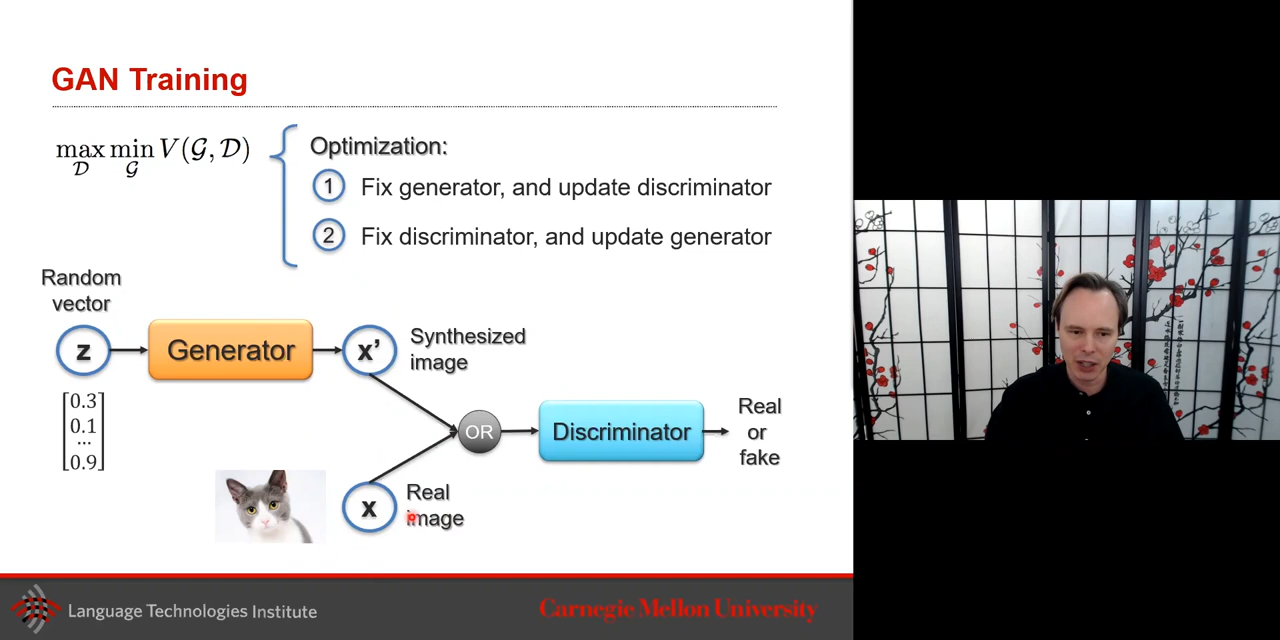 GAN Training
max min V(G, D)
D G
Optimization:
1 Fix generator, and update discriminator
2 Fix discriminator, and update generator
Random
vector
z
Generator
x’
Synthesized
image
[0.3]
0.1
...
[0.9]
OR
Discriminator
Real
or
fake
x
Real
image
Language Technologies Institute
Carnegie Mellon University